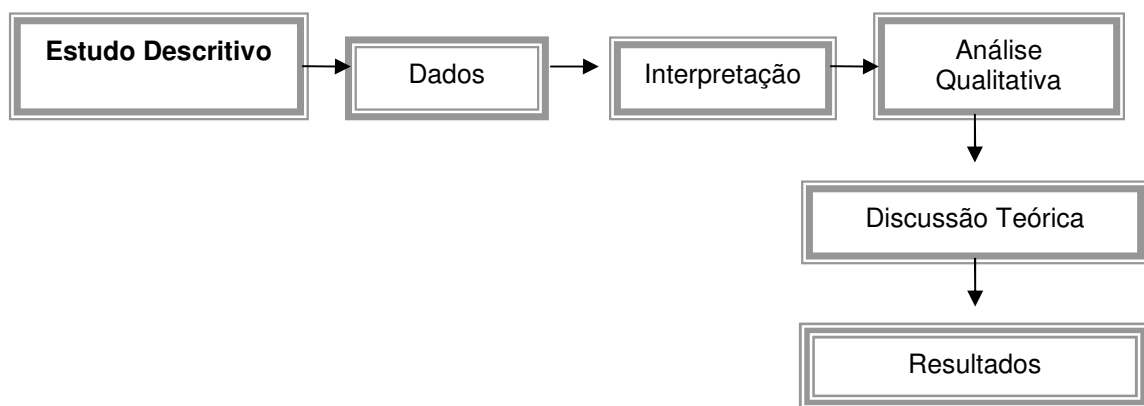 Estudo Descritivo
Dados
Interpretação
Análise
Qualitativa
Discussão Teórica
Resultados